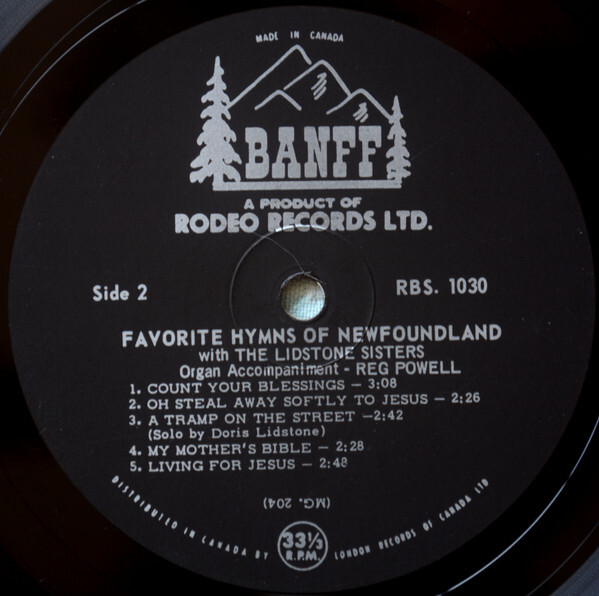 MADE IN CANADA
BANFF
A PRODUCT OF
RODEO RECORDS LTD.
Side 2
RBS. 1030
FAVORITE HYMNS OF NEWFOUNDLAND
with THE LIDSTONE SISTERS
Organ Accompaniment - REG POWELL
1. COUNT YOUR BLESSINGS — 3:08
2. OH STEAL AWAY SOFTLY TO JESUS — 2:26
3. A TRAMP ON THE STREET —2:42
(Solo by Doris Lidstone)
4. MY MOTHER'S BIBLE — 2:28
5. LIVING FOR JESUS — 2:48
(MG. 204)
33⅓
R.P.M.
DISTRIBUTED IN CANADA BY LONDON RECORDS OF CANADA LTD